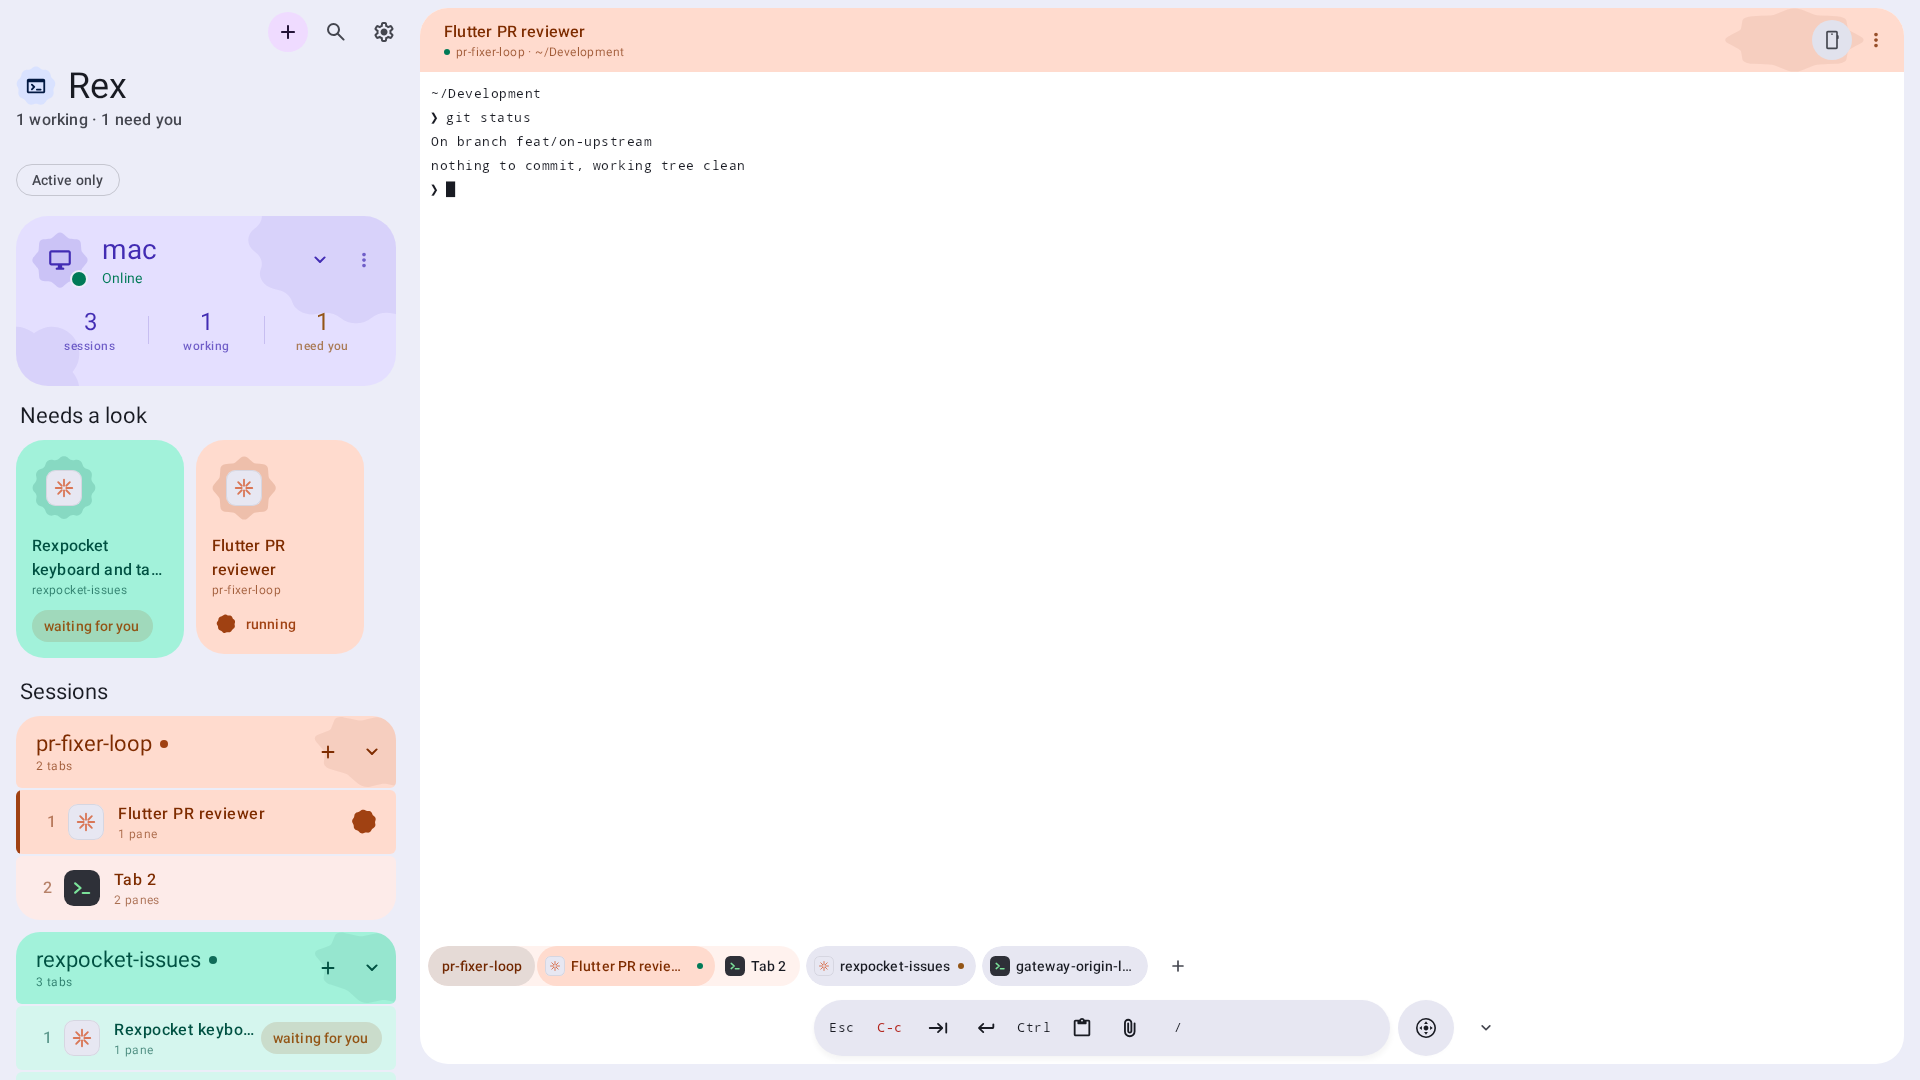 Rex
1 working · 1 need you
Active only
mac
Online
3
sessions
1
working
1
need you
Needs a look
Rexpocket
keyboard and ta…
rexpocket-issues
waiting for you
Flutter PR
reviewer
pr-fixer-loop
running
Sessions
pr-fixer-loop
2 tabs
1
Flutter PR reviewer
1 pane
2
Tab 2
2 panes
rexpocket-issues
3 tabs
1
Rexpocket keybo…
1 pane
waiting for you
Flutter PR reviewer
pr-fixer-loop · ~/Development
~/Development
❯ git status
On branch feat/on-upstream
nothing to commit, working tree clean
❯
pr-fixer-loop
Flutter PR revie…
Tab 2
rexpocket-issues
gateway-origin-l…
Esc
C-c
Ctrl
/